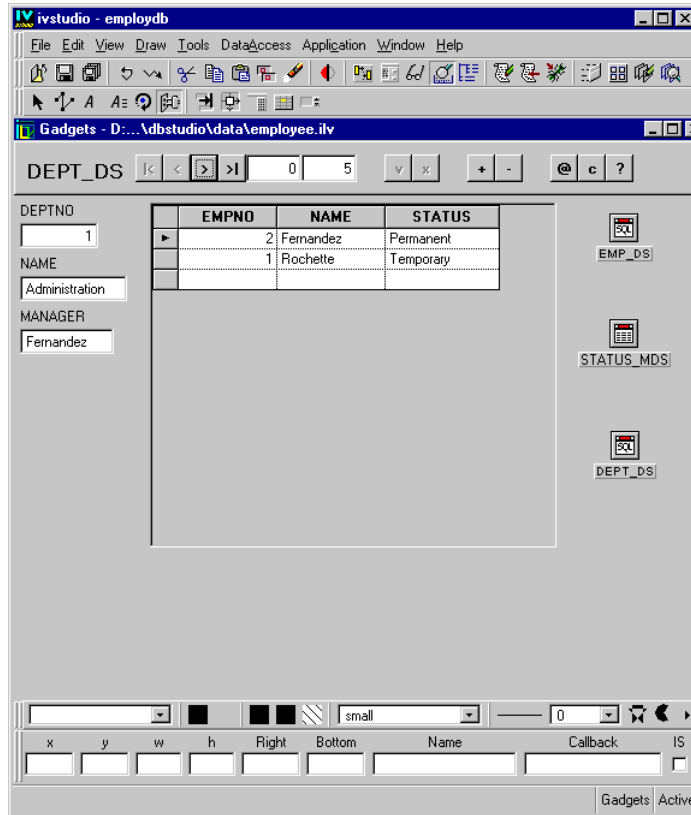 ivstudio - employdb
File Edit View Draw Tools DataAccess Application Window Help
A A=
Gadgets - D:...\dbstudio\data\employee.ilv
DEPT_DS |< < > >| 0 5 v x + - @ c ?
DEPTNO
1
NAME
Administration
MANAGER
Fernandez
EMPNO NAME STATUS
2 Fernandez Permanent
1 Rochette Temporary
SQL
EMP_DS
STATUS_MDS
SQL
DEPT_DS
small 0
x y w h Right Bottom Name Callback IS
Gadgets Active